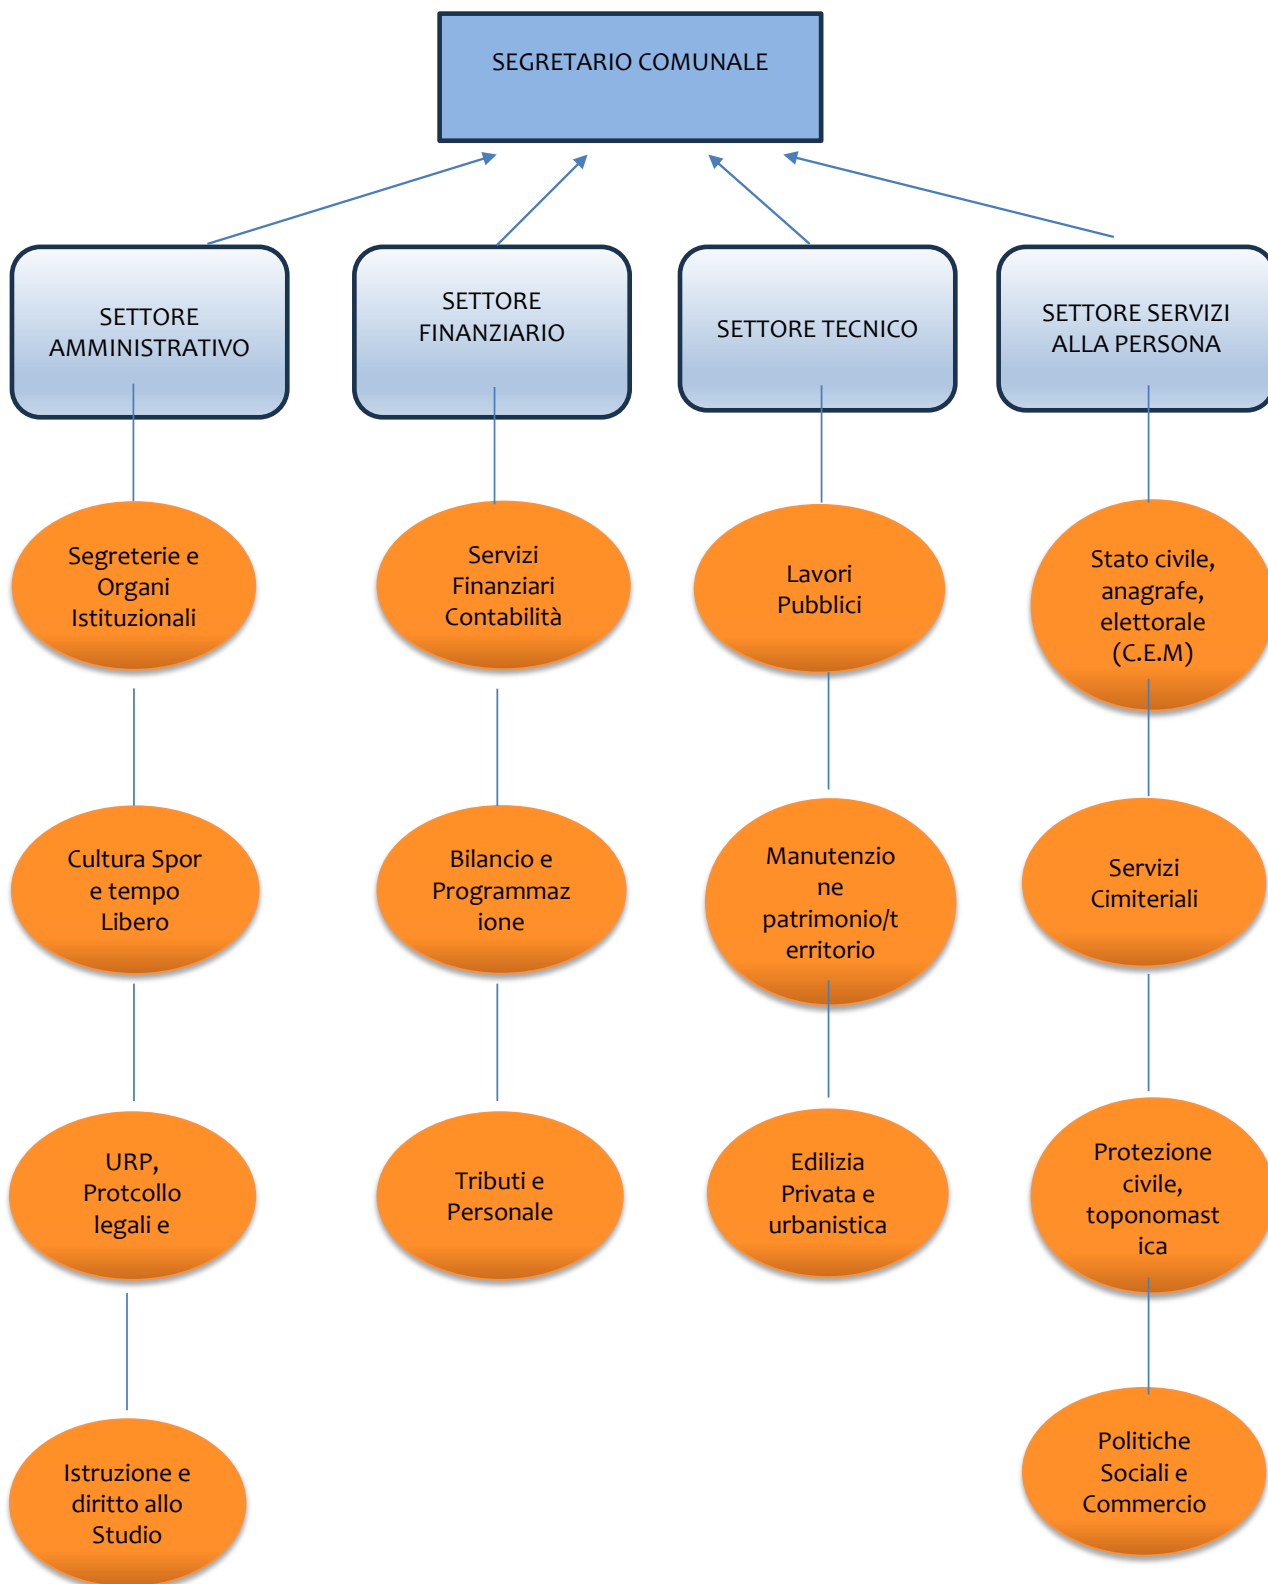 SEGRETARIO COMUNALE
SETTORE
AMMINISTRATIVO
SETTORE
FINANZIARIO
SETTORE TECNICO
SETTORE SERVIZI
ALLA PERSONA
Segreterie e
Organi
Istituzionali
Servizi
Finanziari
Contabilità
Lavori
Pubblici
Stato civile,
anagrafe,
elettorale
(C.E.M)
Cultura Spor
e tempo
Libero
Bilancio e
Programmaz
ione
Manutenzio
ne
patrimonio/t
erritorio
Servizi
Cimiteriali
URP,
Protcollo
legali e
Tributi e
Personale
Edilizia
Privata e
urbanistica
Protezione
civile,
toponomast
ica
Istruzione e
diritto allo
Studio
Politiche
Sociali e
Commercio